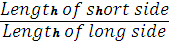 Length of short side
Length of long side